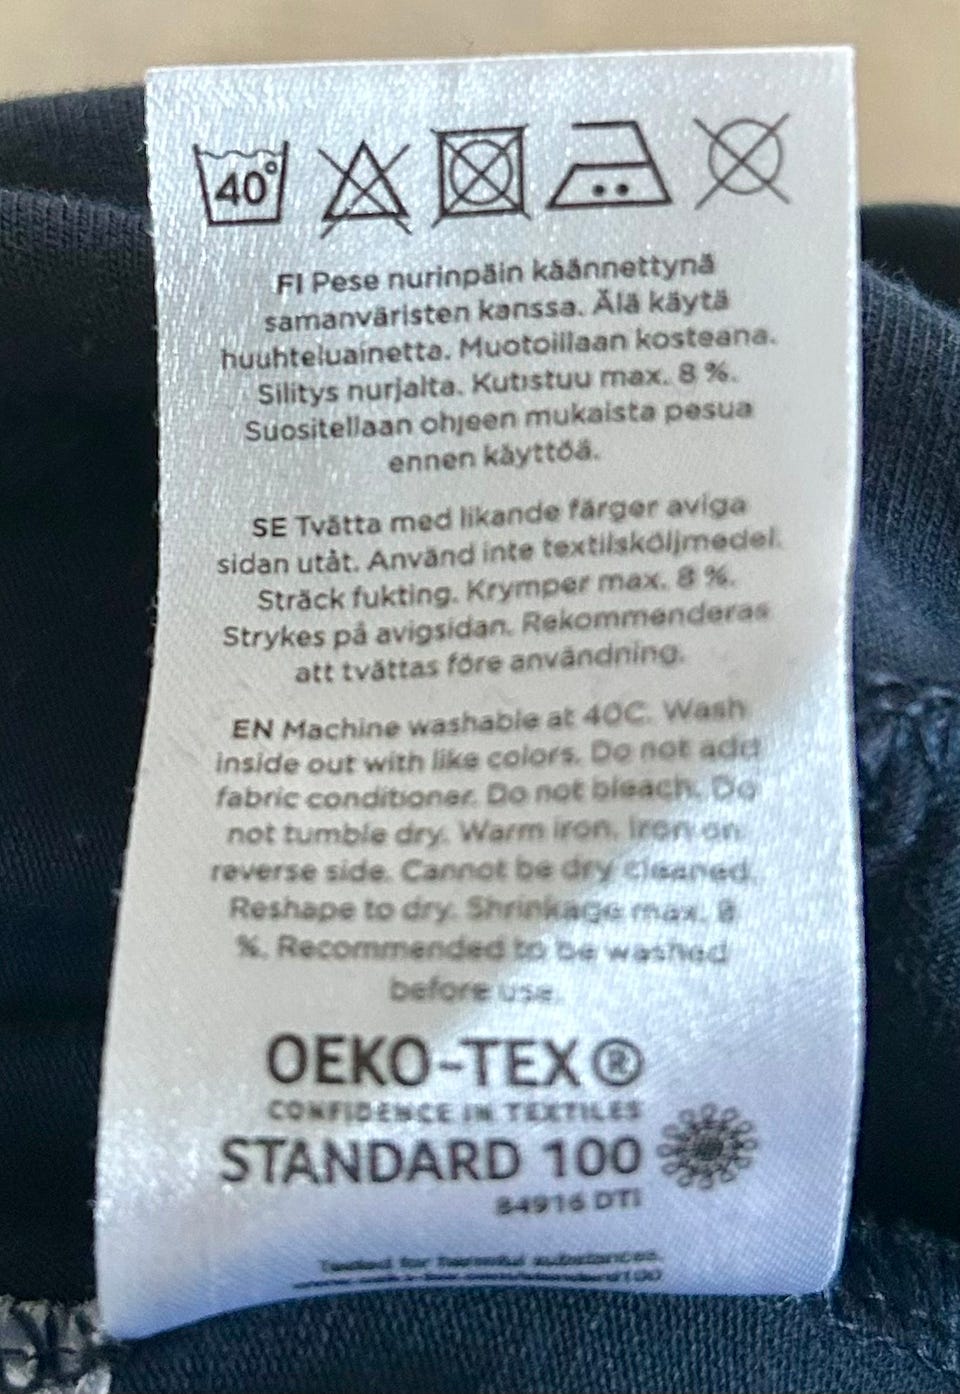 40°
FI Pese nurinpäin käännettynä
samanväristen kanssa. Älä käytä
huuhteluainetta. Muotoillaan kosteana.
Silitys nurjalta. Kutistuu max. 8 %.
Suositellaan ohjeen mukaista pesua
ennen käyttöä.
SE Tvätta med likande färger aviga
sidan utåt. Använd inte textilsköljmedel.
Sträck fukting. Krymper max. 8 %.
Strykes på avigsidan. Rekommenderas
att tvättas före användning.
EN Machine washable at 40C. Wash
inside out with like colors. Do not add
fabric conditioner. Do not bleach. Do
not tumble dry. Warm iron. Iron on
reverse side. Cannot be dry cleaned.
Reshape to dry. Shrinkage max. 8
%. Recommended to be washed
before use.
OEKO-TEX®
CONFIDENCE IN TEXTILES
STANDARD 100
84916 DTI
Tested for harmful substances.